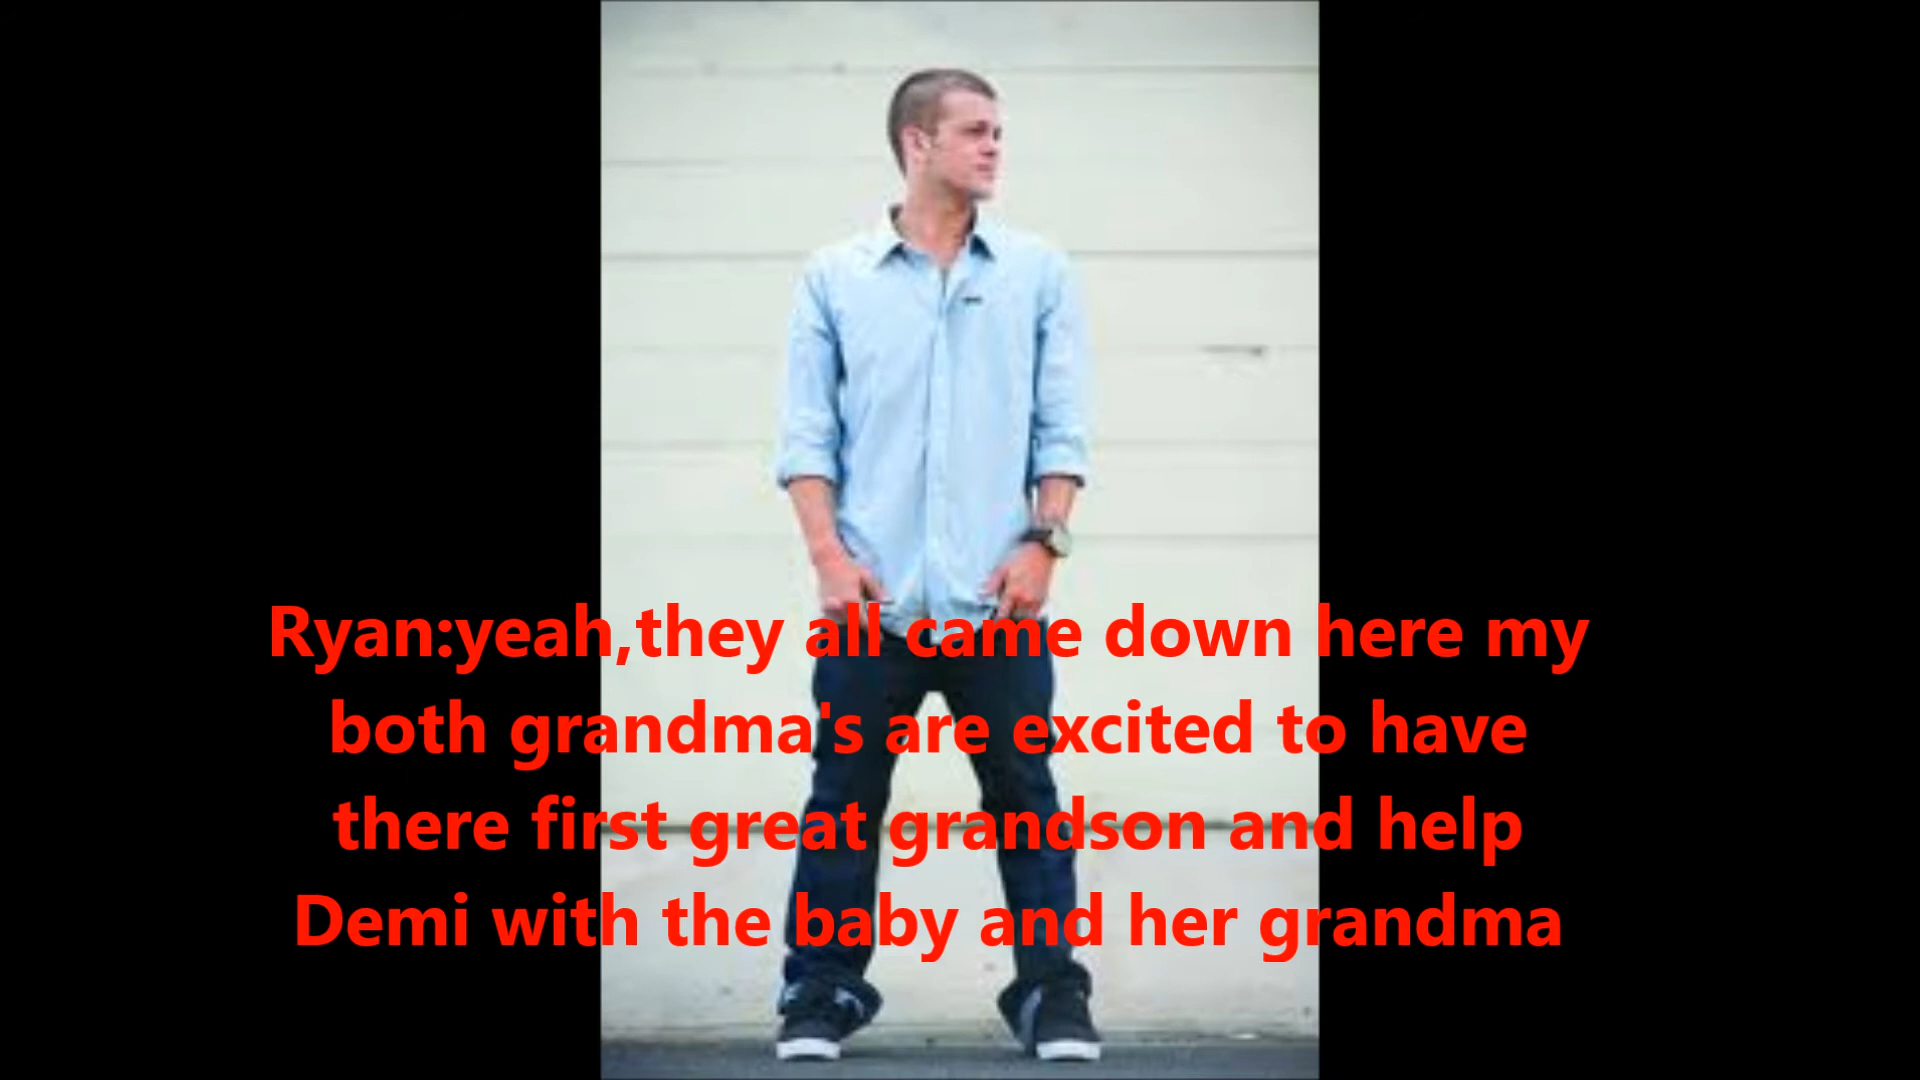 Ryan:yeah,they all came down here my
both grandma's are excited to have
there first great grandson and help
Demi with the baby and her grandma